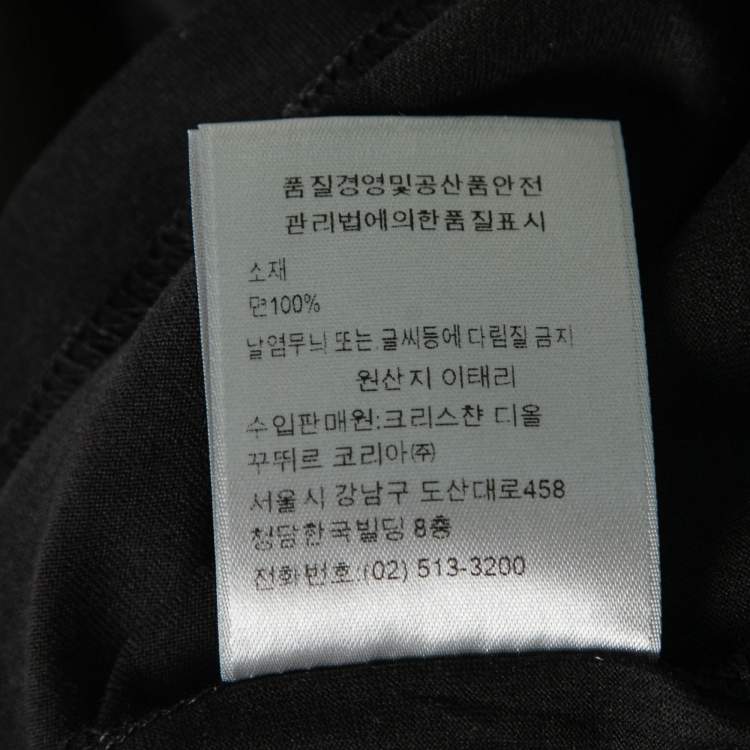 품질경영및공산품안전
관리법에의한품질표시
소재
면100%
날염무늬 또는 글씨등에 다림질 금지
원산지 이태리
수입판매원:크리스챤 디올
꾸뛰르 코리아㈜
서울시 강남구 도산대로458
청담한국빌딩 8층
전화번호:(02) 513-3200